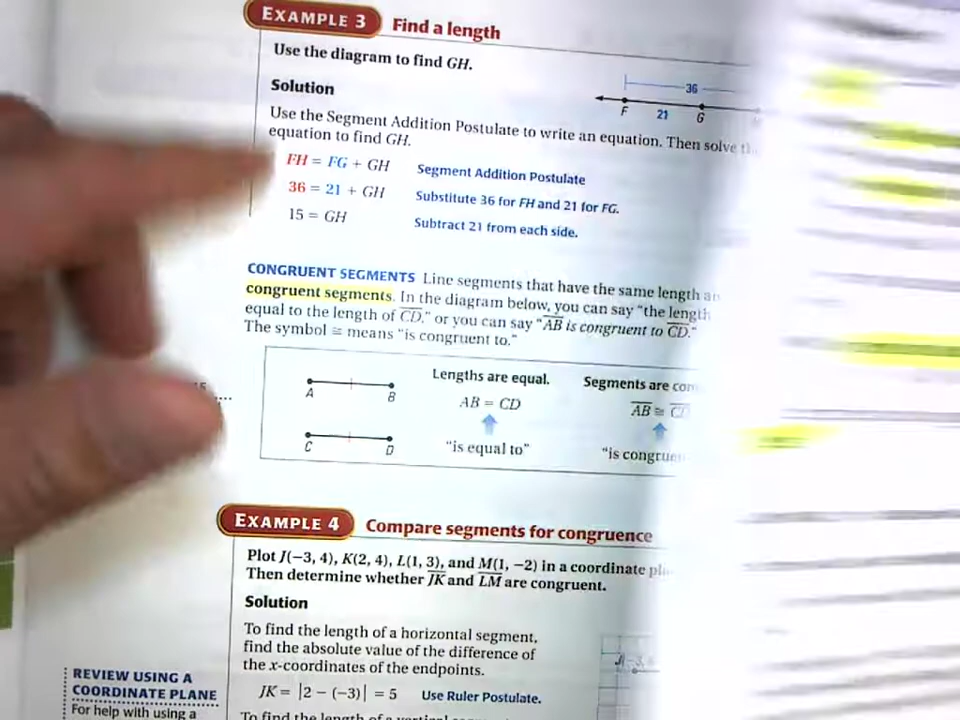 EXAMPLE 3 Find a length
Use the diagram to find GH.
36
F 21 G
Solution
Use the Segment Addition Postulate to write an equation. Then solve
equation to find GH.
FH = FG + GH Segment Addition Postulate
36 = 21 + GH Substitute 36 for FH and 21 for FG.
15 = GH Subtract 21 from each side.
CONGRUENT SEGMENTS Line segments that have the same length
congruent segments. In the diagram below, you can say "the length
equal to the length of C̅D̅," or you can say "A̅B̅ is congruent to C̅D̅."
The symbol ≅ means "is congruent to."
Lengths are equal. Segments are
A B
AB = CD A̅B̅ ≅
C D
"is equal to" "is
EXAMPLE 4 Compare segments for congruence
Plot J(−3, 4), K(2, 4), L(1, 3), and M(1, −2) in a coordinate
Then determine whether J̅K̅ and L̅M̅ are congruent.
Solution
To find the length of a horizontal segment,
find the absolute value of the difference of
the x-coordinates of the endpoints.
JK = |2 − (−3)| = 5 Use Ruler Postulate.
To find the length of a
REVIEW USING A
COORDINATE PLANE
For help with using a